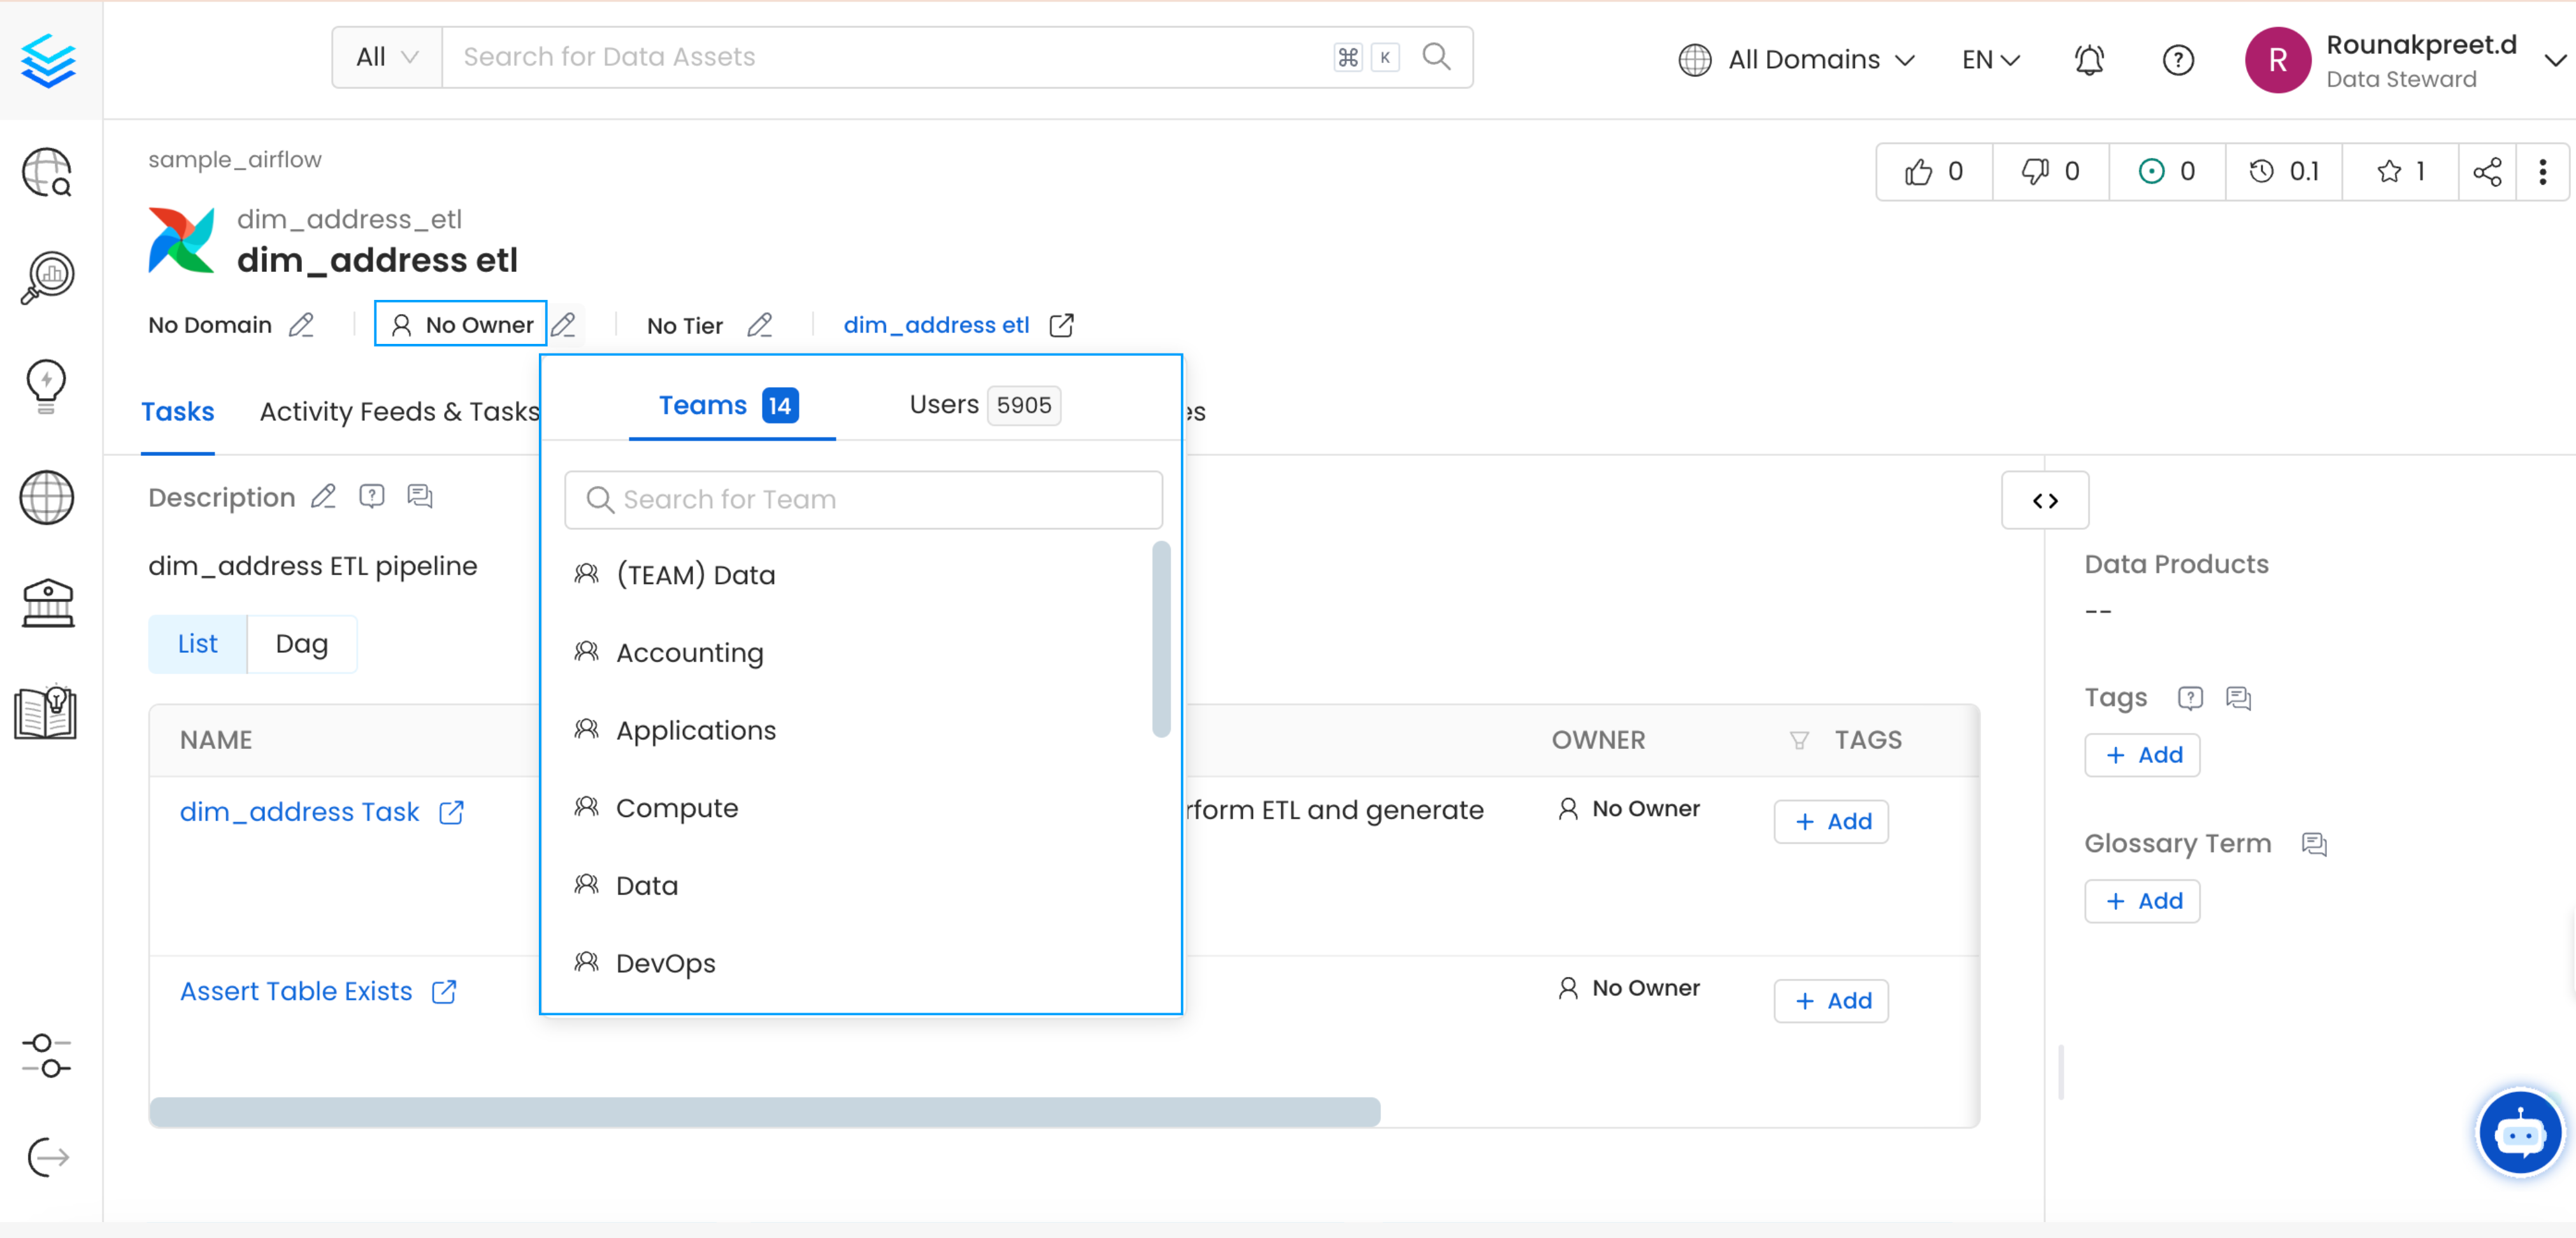 All
Search for Data Assets
⌘ K
All Domains
EN
R
Rounakpreet.d
Data Steward
sample_airflow
0
0
0
0.1
1
dim_address_etl
dim_address etl
No Domain
No Owner
No Tier
dim_address etl
Tasks
Activity Feeds & Tasks
es
Teams 14
Users 5905
Search for Team
(TEAM) Data
Accounting
Applications
Compute
Data
DevOps
Description
dim_address ETL pipeline
List
Dag
NAME
OWNER
TAGS
dim_address Task
rform ETL and generate
No Owner
+ Add
Assert Table Exists
No Owner
+ Add
Data Products
--
Tags
+ Add
Glossary Term
+ Add